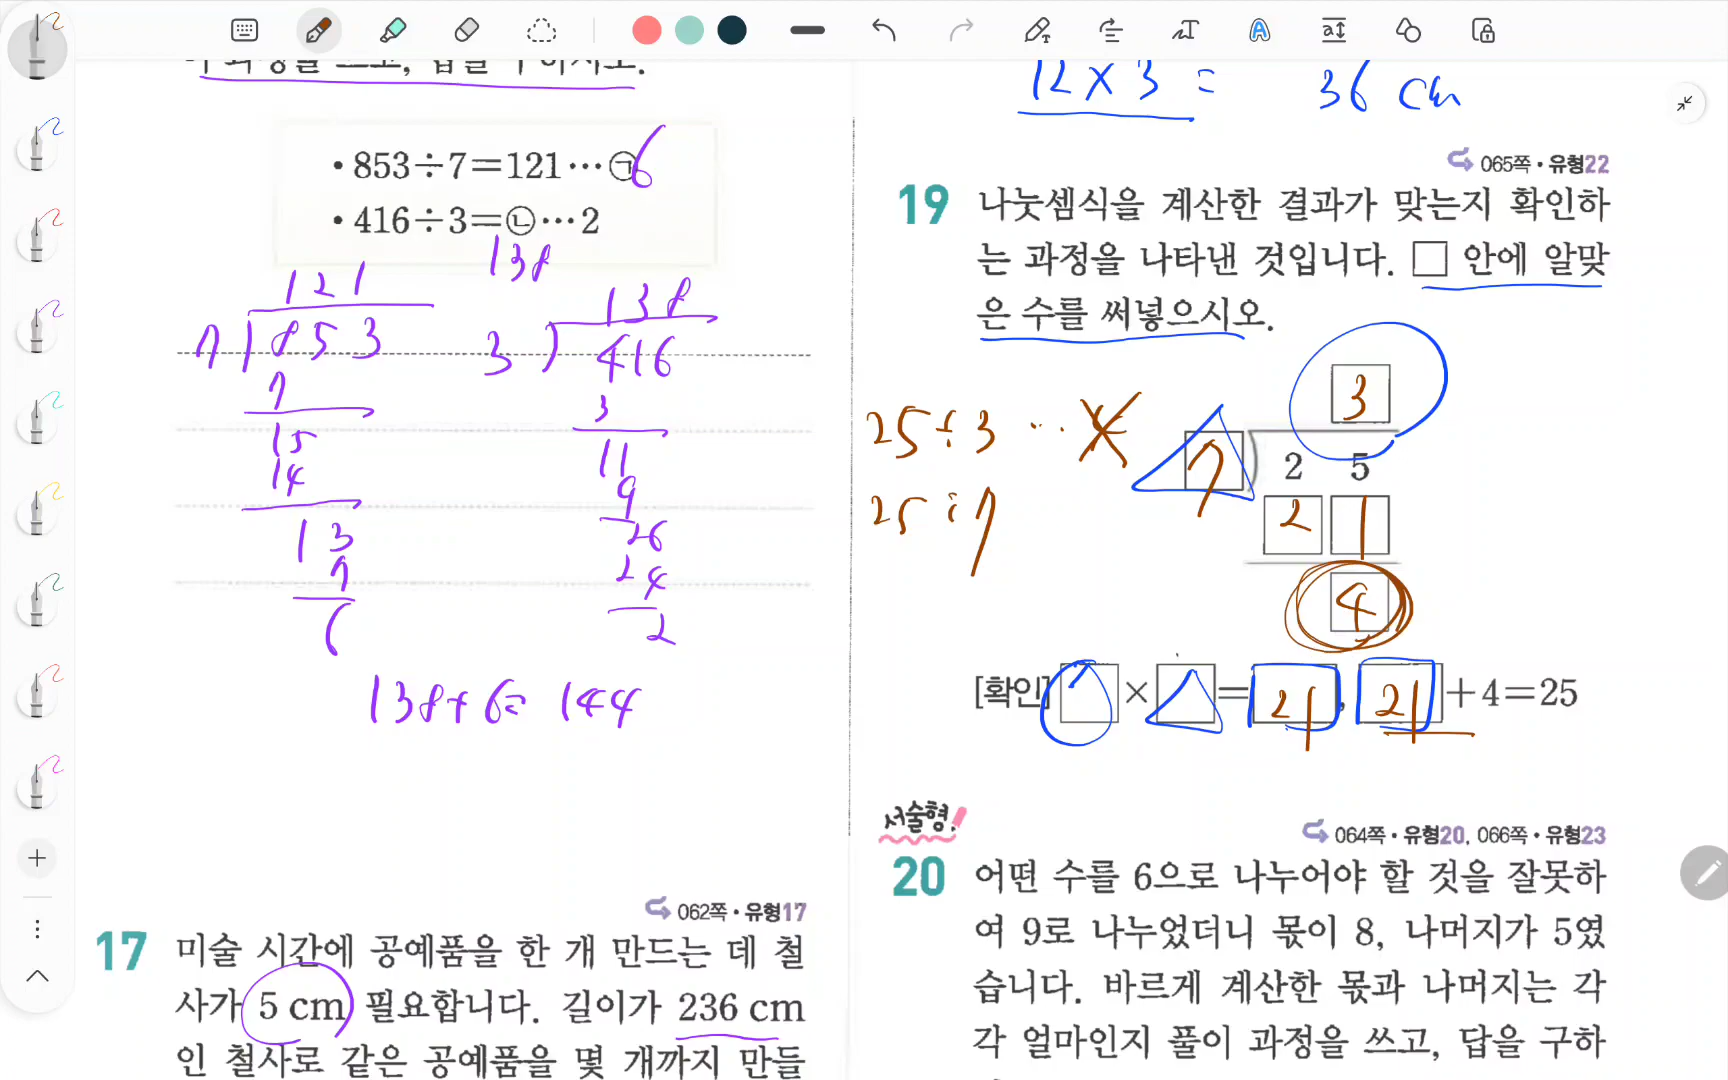 • 853÷7=121…㉠ 6
• 416÷3=㉡…2
138
121
7 853
7
15
14
13
7
6
138
3 416
3
11
9
26
24
2
138+6= 144
062쪽 • 유형17
17 미술 시간에 공예품을 한 개 만드는 데 철
사가 5 cm 필요합니다. 길이가 236 cm
인 철사로 같은 공예품을 몇 개까지 만들
12×3= 36 cm
065쪽 • 유형22
19 나눗셈식을 계산한 결과가 맞는지 확인하
는 과정을 나타낸 것입니다. □ 안에 알맞
은 수를 써넣으시오.
3
7 2 5
2 1
4
25÷3 …
25÷7
[확인] □×□=21, 21+4=25
서술형!
064쪽 • 유형20, 066쪽 • 유형23
20 어떤 수를 6으로 나누어야 할 것을 잘못하
여 9로 나누었더니 몫이 8, 나머지가 5였
습니다. 바르게 계산한 몫과 나머지는 각
각 얼마인지 풀이 과정을 쓰고, 답을 구하